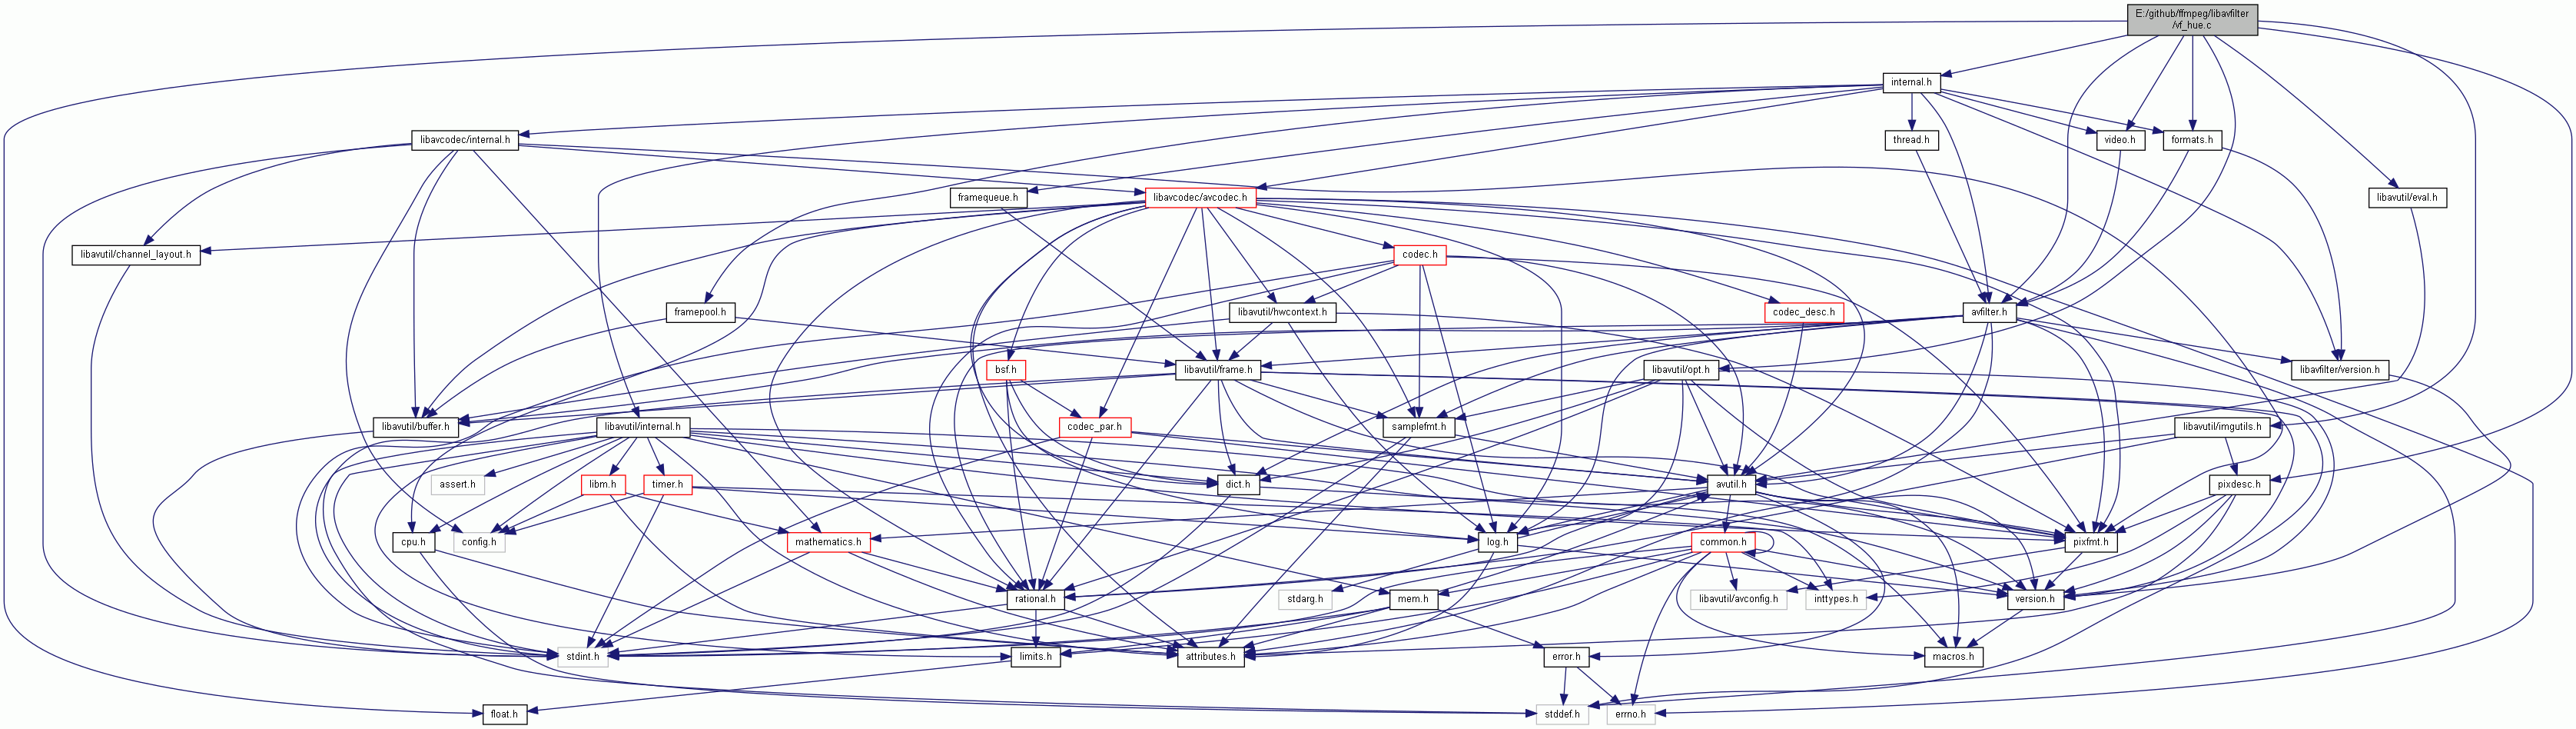 E:/github/ffmpeg/libavfilter
/vf_hue.c
internal.h
libavcodec/internal.h
thread.h
video.h
formats.h
framequeue.h
libavcodec/avcodec.h
libavutil/eval.h
libavutil/channel_layout.h
codec.h
framepool.h
libavutil/hwcontext.h
codec_desc.h
avfilter.h
bsf.h
libavutil/frame.h
libavutil/opt.h
libavfilter/version.h
libavutil/buffer.h
libavutil/internal.h
codec_par.h
samplefmt.h
libavutil/imgutils.h
assert.h
libm.h
timer.h
dict.h
avutil.h
pixdesc.h
cpu.h
config.h
mathematics.h
log.h
common.h
pixfmt.h
rational.h
stdarg.h
mem.h
libavutil/avconfig.h
inttypes.h
version.h
stdint.h
limits.h
attributes.h
error.h
macros.h
float.h
stddef.h
errno.h